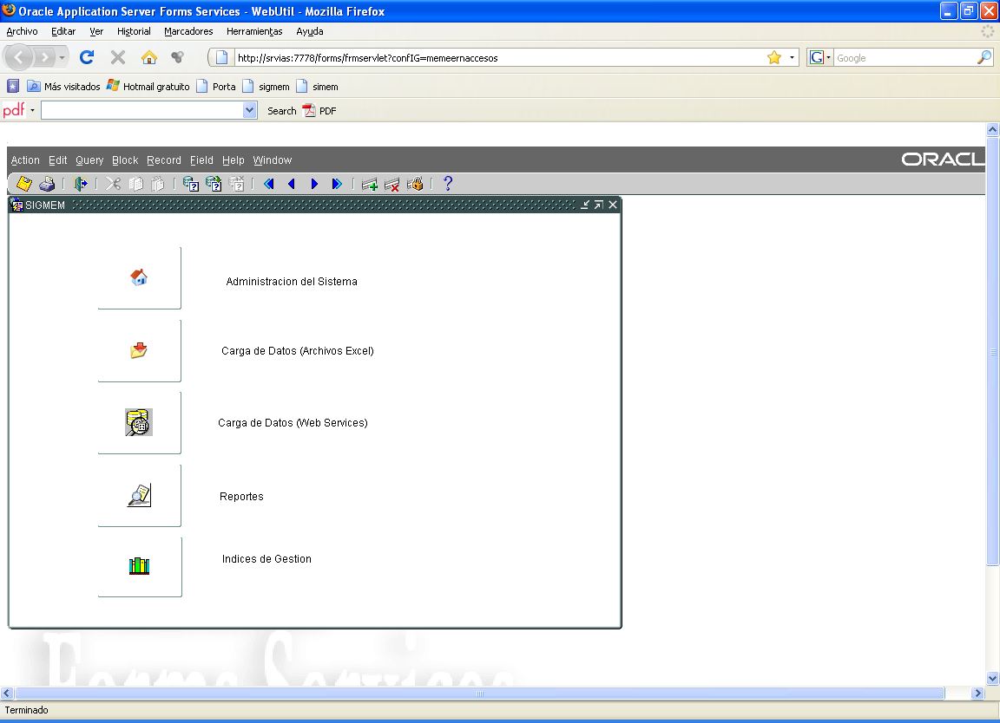 Oracle Application Server Forms Services - WebUtil - Mozilla Firefox
Archivo Editar Ver Historial Marcadores Herramientas Ayuda
http://srvias:7778/forms/frmservlet?confIG=memeernaccesos G Google
Más visitados Hotmail gratuito Porta sigmem simem
pdf Search PDF
Action Edit Query Block Record Field Help Window ORACL
SIGMEM
Administracion del Sistema
Carga de Datos (Archivos Excel)
Carga de Datos (Web Services)
Reportes
Indices de Gestion
Forms Services
Terminado